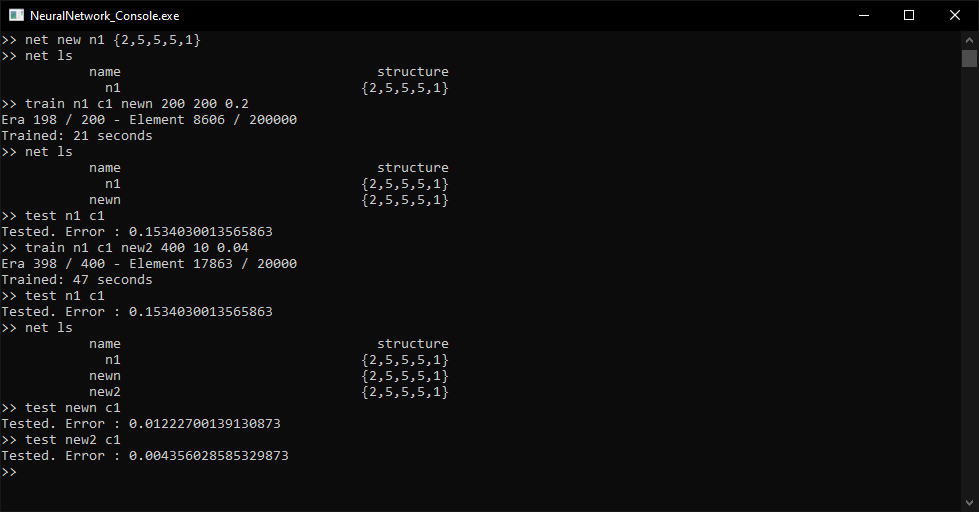 NeuralNetwork_Console.exe
>> net new n1 {2,5,5,5,1}
>> net ls
name structure
n1 {2,5,5,5,1}
>> train n1 c1 newn 200 200 0.2
Era 198 / 200 - Element 8606 / 200000
Trained: 21 seconds
>> net ls
name structure
n1 {2,5,5,5,1}
newn {2,5,5,5,1}
>> test n1 c1
Tested. Error : 0.1534030013565863
>> train n1 c1 new2 400 10 0.04
Era 398 / 400 - Element 17863 / 20000
Trained: 47 seconds
>> test n1 c1
Tested. Error : 0.1534030013565863
>> net ls
name structure
n1 {2,5,5,5,1}
newn {2,5,5,5,1}
new2 {2,5,5,5,1}
>> test newn c1
Tested. Error : 0.01222700139130873
>> test new2 c1
Tested. Error : 0.004356028585329873
>>